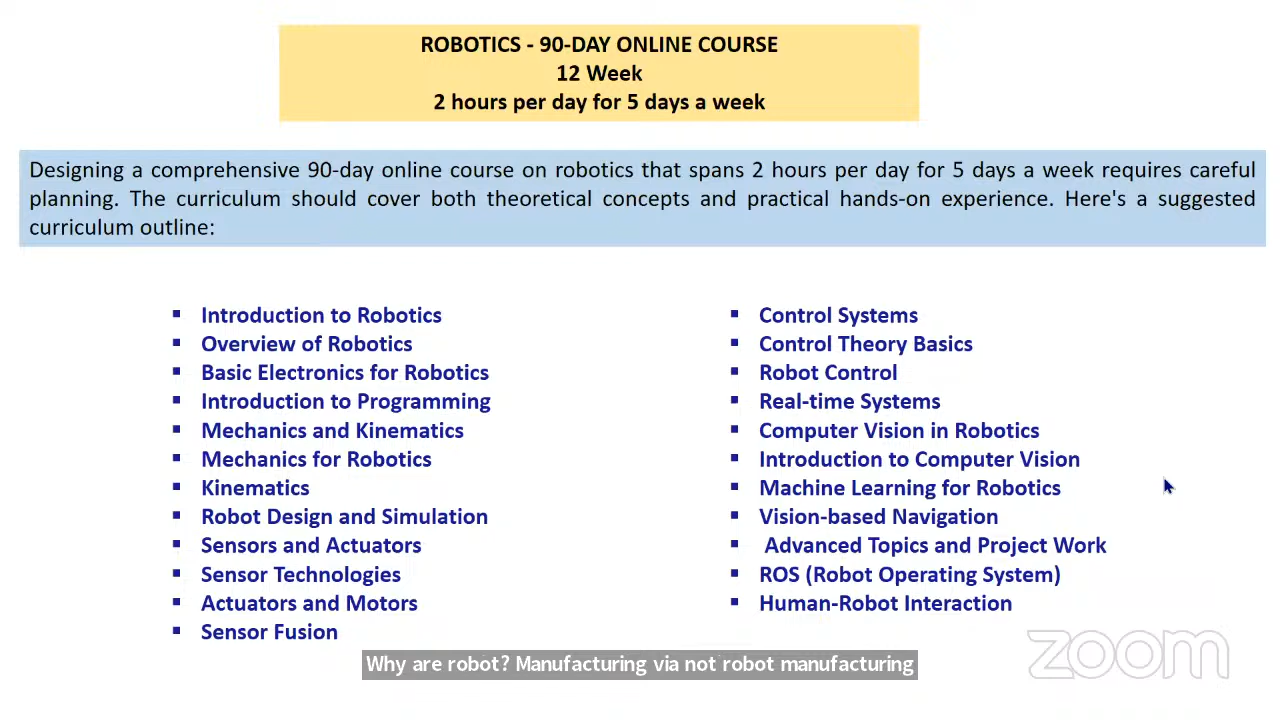 ROBOTICS - 90-DAY ONLINE COURSE
12 Week
2 hours per day for 5 days a week
Designing a comprehensive 90-day online course on robotics that spans 2 hours per day for 5 days a week requires careful
planning. The curriculum should cover both theoretical concepts and practical hands-on experience. Here's a suggested
curriculum outline:
▪ Introduction to Robotics
▪ Overview of Robotics
▪ Basic Electronics for Robotics
▪ Introduction to Programming
▪ Mechanics and Kinematics
▪ Mechanics for Robotics
▪ Kinematics
▪ Robot Design and Simulation
▪ Sensors and Actuators
▪ Sensor Technologies
▪ Actuators and Motors
▪ Sensor Fusion
▪ Control Systems
▪ Control Theory Basics
▪ Robot Control
▪ Real-time Systems
▪ Computer Vision in Robotics
▪ Introduction to Computer Vision
▪ Machine Learning for Robotics
▪ Vision-based Navigation
▪ Advanced Topics and Project Work
▪ ROS (Robot Operating System)
▪ Human-Robot Interaction
zoom
Why are robot? Manufacturing via not robot manufacturing